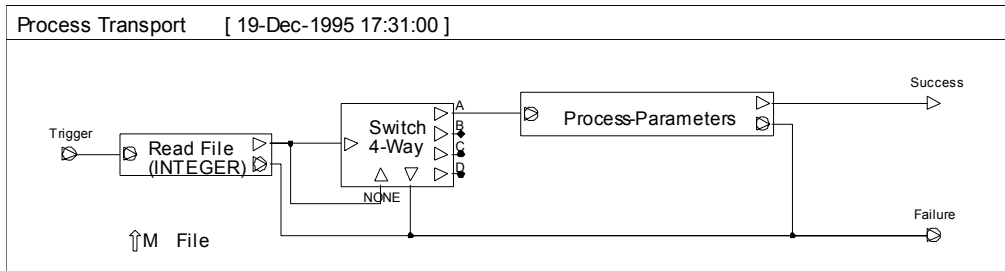 Process Transport [ 19-Dec-1995 17:31:00 ]
Success
A
Process-Parameters
Switch
4-Way
B
Trigger
Read File
(INTEGER)
C
D
NONE
Failure
⇧M File